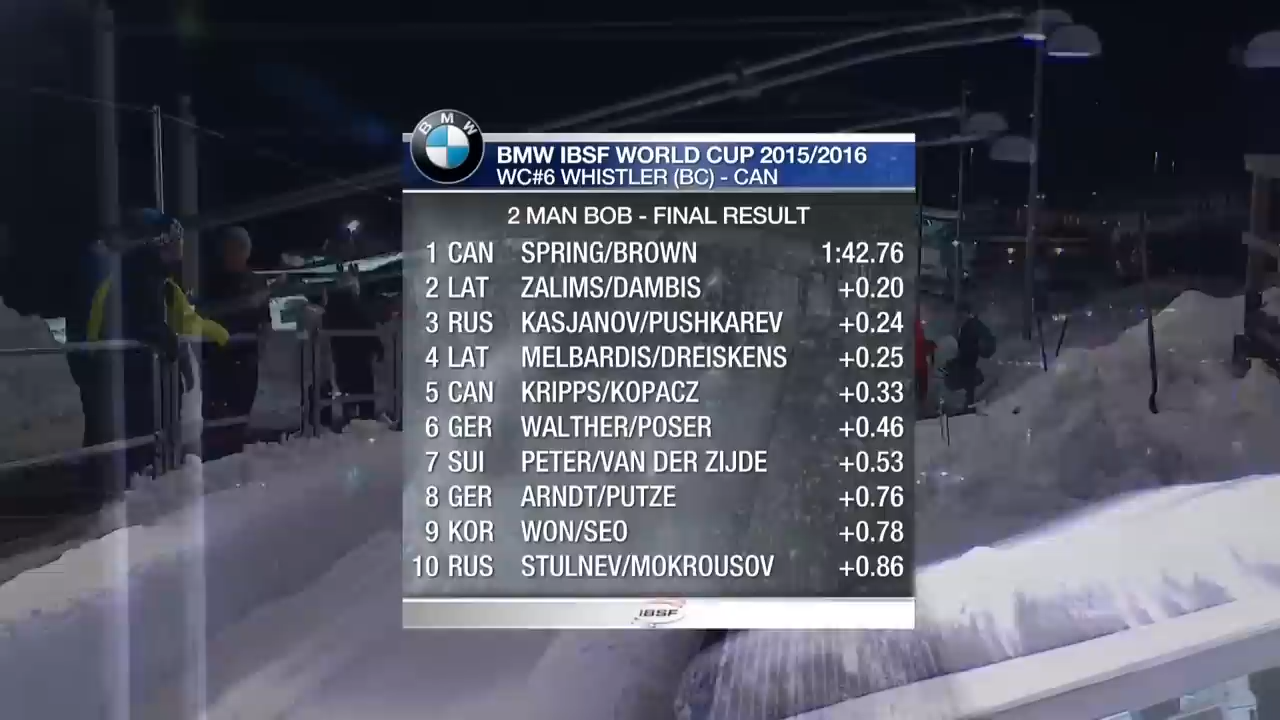 BMW
BMW IBSF WORLD CUP 2015/2016
WC#6 WHISTLER (BC) - CAN
2 MAN BOB - FINAL RESULT
1 CAN SPRING/BROWN 1:42.76
2 LAT ZALIMS/DAMBIS +0.20
3 RUS KASJANOV/PUSHKAREV +0.24
4 LAT MELBARDIS/DREISKENS +0.25
5 CAN KRIPPS/KOPACZ +0.33
6 GER WALTHER/POSER +0.46
7 SUI PETER/VAN DER ZIJDE +0.53
8 GER ARNDT/PUTZE +0.76
9 KOR WON/SEO +0.78
10 RUS STULNEV/MOKROUSOV +0.86
IBSF